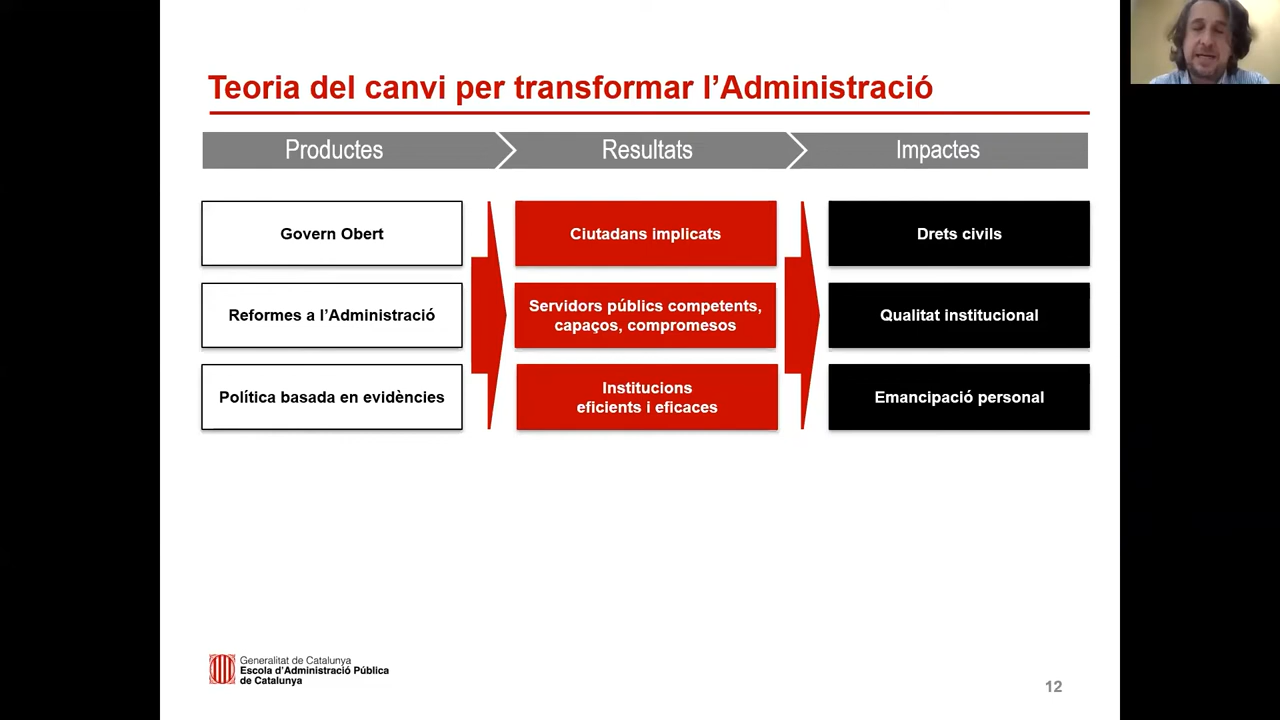 Teoria del canvi per transformar l’Administració
Productes
Resultats
Impactes
Govern Obert
Ciutadans implicats
Drets civils
Reformes a l’Administració
Servidors públics competents,
capaços, compromesos
Qualitat institucional
Política basada en evidències
Institucions
eficients i eficaces
Emancipació personal
Generalitat de Catalunya
Escola d’Administració Pública
de Catalunya
12